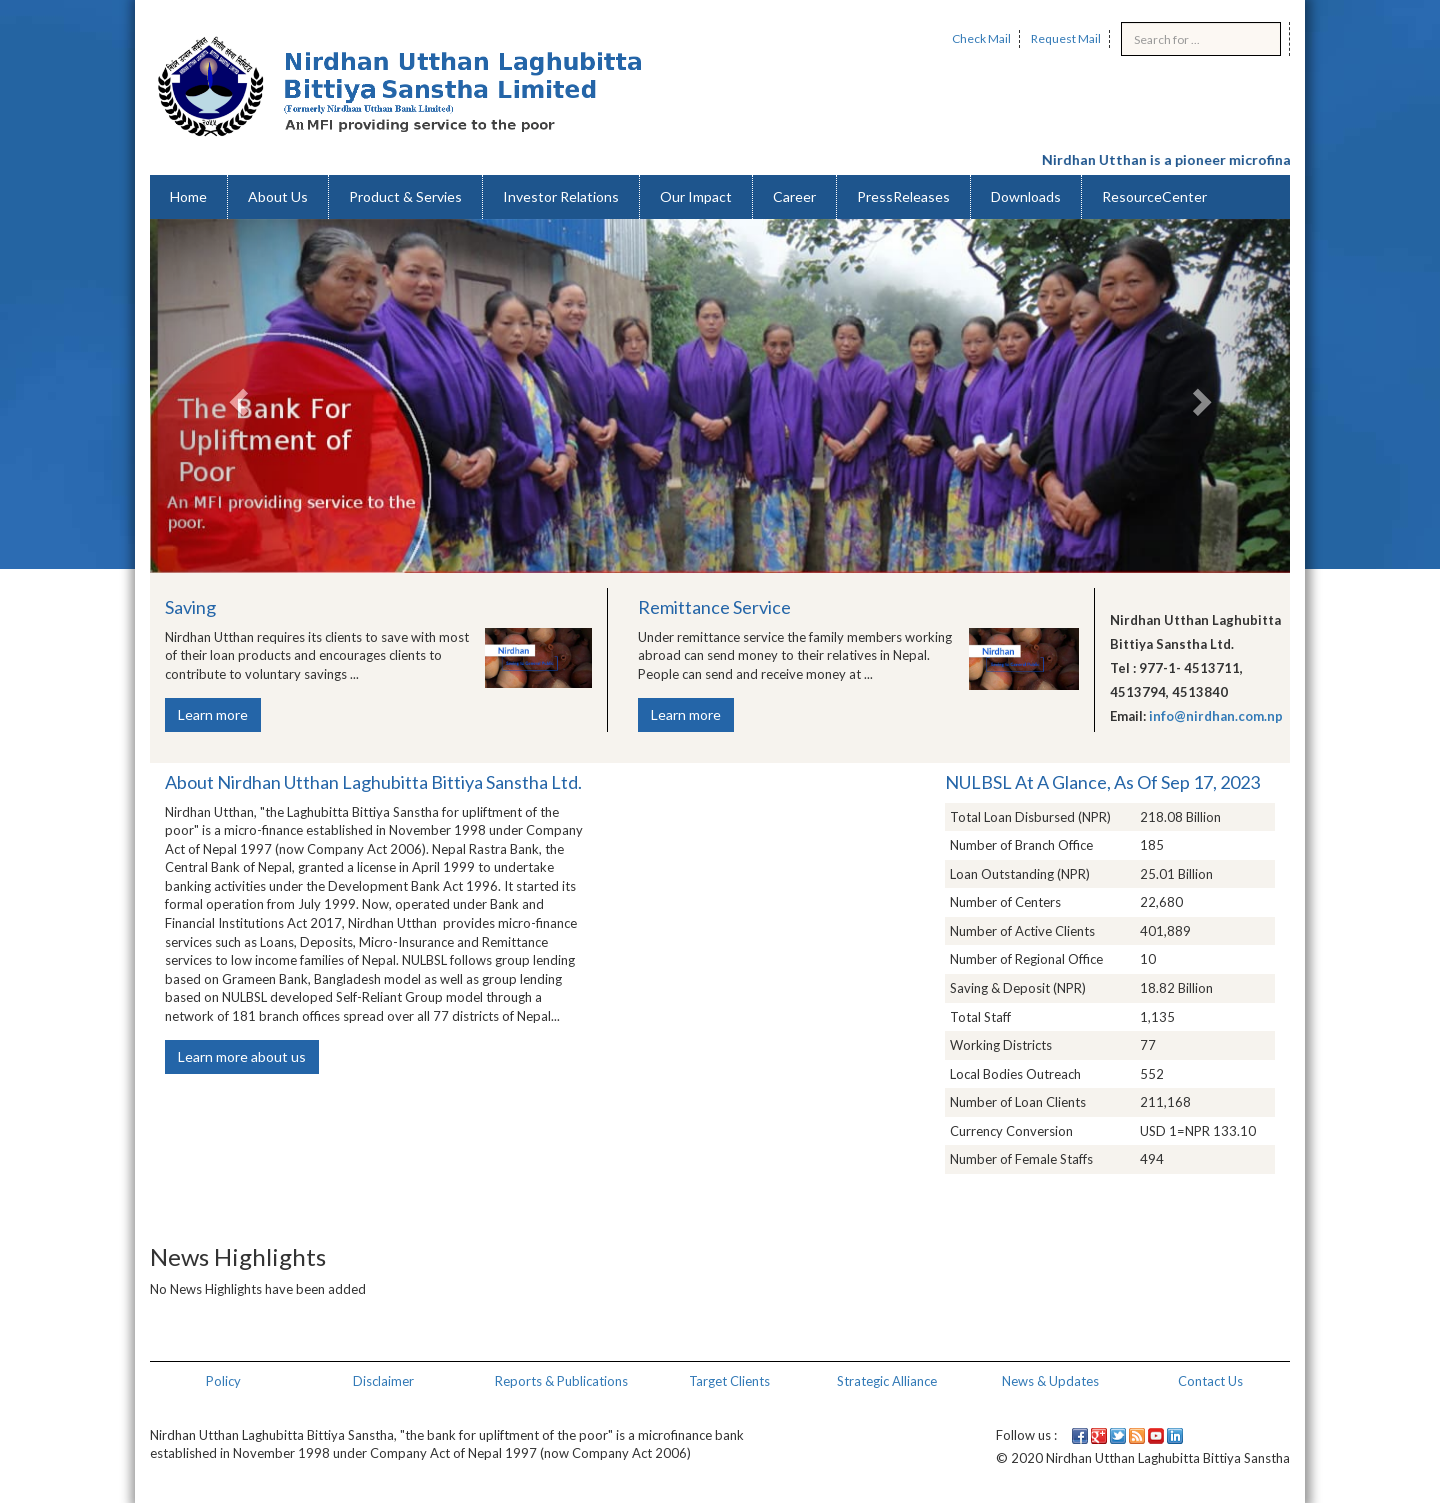 Check Mail
Request Mail
Search for ...
Nirdhan Utthan Laghubitta
Bittiya Sanstha Limited
(Formerly Nirdhan Utthan Bank Limited)
An MFI providing service to the poor
Nirdhan Utthan is a pioneer microfina
Home
About Us
Product & Servies
Investor Relations
Our Impact
Career
PressReleases
Downloads
ResourceCenter
The Bank For
Upliftment of
Poor
An MFI providing service to the
poor.
Saving
Nirdhan Utthan requires its clients to save with most
of their loan products and encourages clients to
contribute to voluntary savings ...
Nirdhan
Learn more
Remittance Service
Under remittance service the family members working
abroad can send money to their relatives in Nepal.
People can send and receive money at ...
Nirdhan
Learn more
Nirdhan Utthan Laghubitta
Bittiya Sanstha Ltd.
Tel : 977-1- 4513711,
4513794, 4513840
Email: info@nirdhan.com.np
About Nirdhan Utthan Laghubitta Bittiya Sanstha Ltd.
Nirdhan Utthan, "the Laghubitta Bittiya Sanstha for upliftment of the
poor" is a micro-finance established in November 1998 under Company
Act of Nepal 1997 (now Company Act 2006). Nepal Rastra Bank, the
Central Bank of Nepal, granted a license in April 1999 to undertake
banking activities under the Development Bank Act 1996. It started its
formal operation from July 1999. Now, operated under Bank and
Financial Institutions Act 2017, Nirdhan Utthan  provides micro-finance
services such as Loans, Deposits, Micro-Insurance and Remittance
services to low income families of Nepal. NULBSL follows group lending
based on Grameen Bank, Bangladesh model as well as group lending
based on NULBSL developed Self-Reliant Group model through a
network of 181 branch offices spread over all 77 districts of Nepal...
Learn more about us
NULBSL At A Glance, As Of Sep 17, 2023
Total Loan Disbursed (NPR) 218.08 Billion
Number of Branch Office 185
Loan Outstanding (NPR) 25.01 Billion
Number of Centers 22,680
Number of Active Clients 401,889
Number of Regional Office 10
Saving & Deposit (NPR) 18.82 Billion
Total Staff 1,135
Working Districts 77
Local Bodies Outreach 552
Number of Loan Clients 211,168
Currency Conversion USD 1=NPR 133.10
Number of Female Staffs 494
News Highlights
No News Highlights have been added
Policy
Disclaimer
Reports & Publications
Target Clients
Strategic Alliance
News & Updates
Contact Us
Nirdhan Utthan Laghubitta Bittiya Sanstha, "the bank for upliftment of the poor" is a microfinance bank
established in November 1998 under Company Act of Nepal 1997 (now Company Act 2006)
Follow us :
© 2020 Nirdhan Utthan Laghubitta Bittiya Sanstha